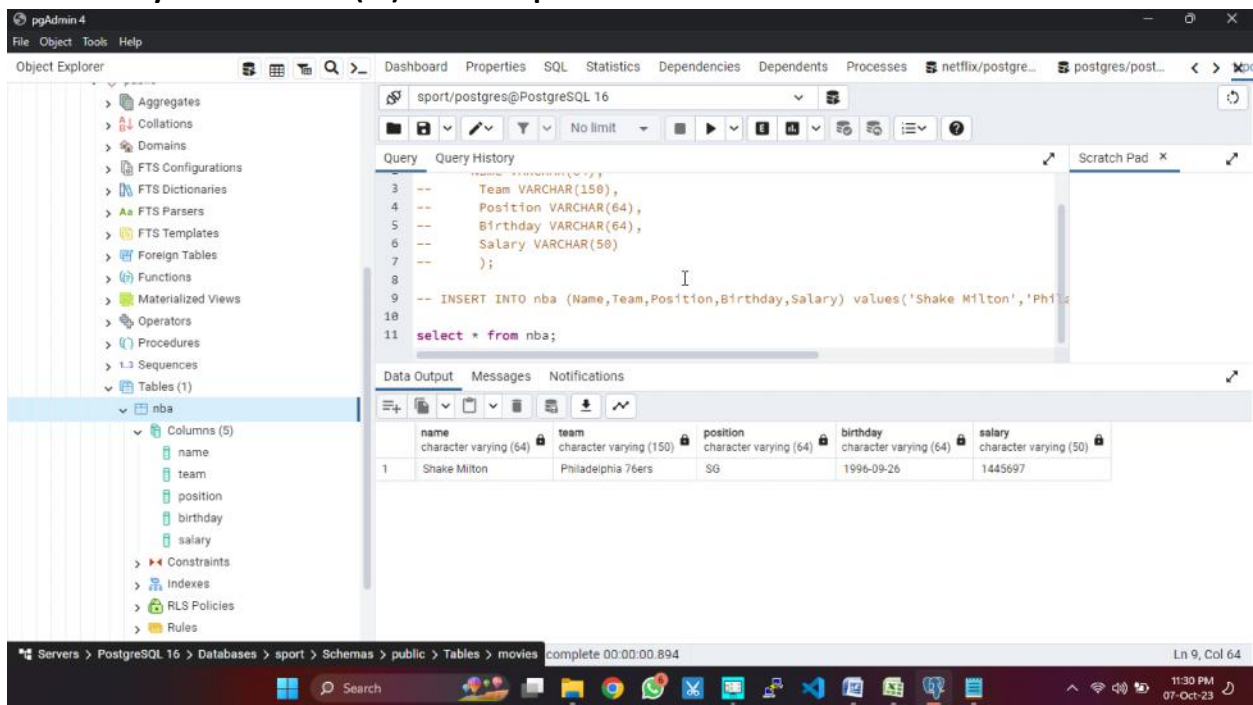 pgAdmin 4
File Object Tools Help
Object Explorer
Dashboard Properties SQL Statistics Dependencies Dependents Processes netflix/postgre... postgres/post...
Aggregates
Collations
Domains
FTS Configurations
FTS Dictionaries
FTS Parsers
FTS Templates
Foreign Tables
Functions
Materialized Views
Operators
Procedures
1..3 Sequences
Tables (1)
nba
Columns (5)
name
team
position
birthday
salary
Constraints
Indexes
RLS Policies
Rules
sport/postgres@PostgreSQL 16
No limit
Query Query History
Scratch Pad
3 -- Team VARCHAR(150),
4 -- Position VARCHAR(64),
5 -- Birthday VARCHAR(64),
6 -- Salary VARCHAR(50)
7 -- );
8
9 -- INSERT INTO nba (Name,Team,Position,Birthday,Salary) values('Shake Milton','Phil
10
11 select * from nba;
Data Output Messages Notifications
name team position birthday salary
character varying (64) character varying (150) character varying (64) character varying (64) character varying (50)
1 Shake Milton Philadelphia 76ers SG 1996-09-26 1445697
Servers > PostgreSQL 16 > Databases > sport > Schemas > public > Tables > movies complete 00:00:00.894
Ln 9, Col 64
Search
11:30 PM
07-Oct-23